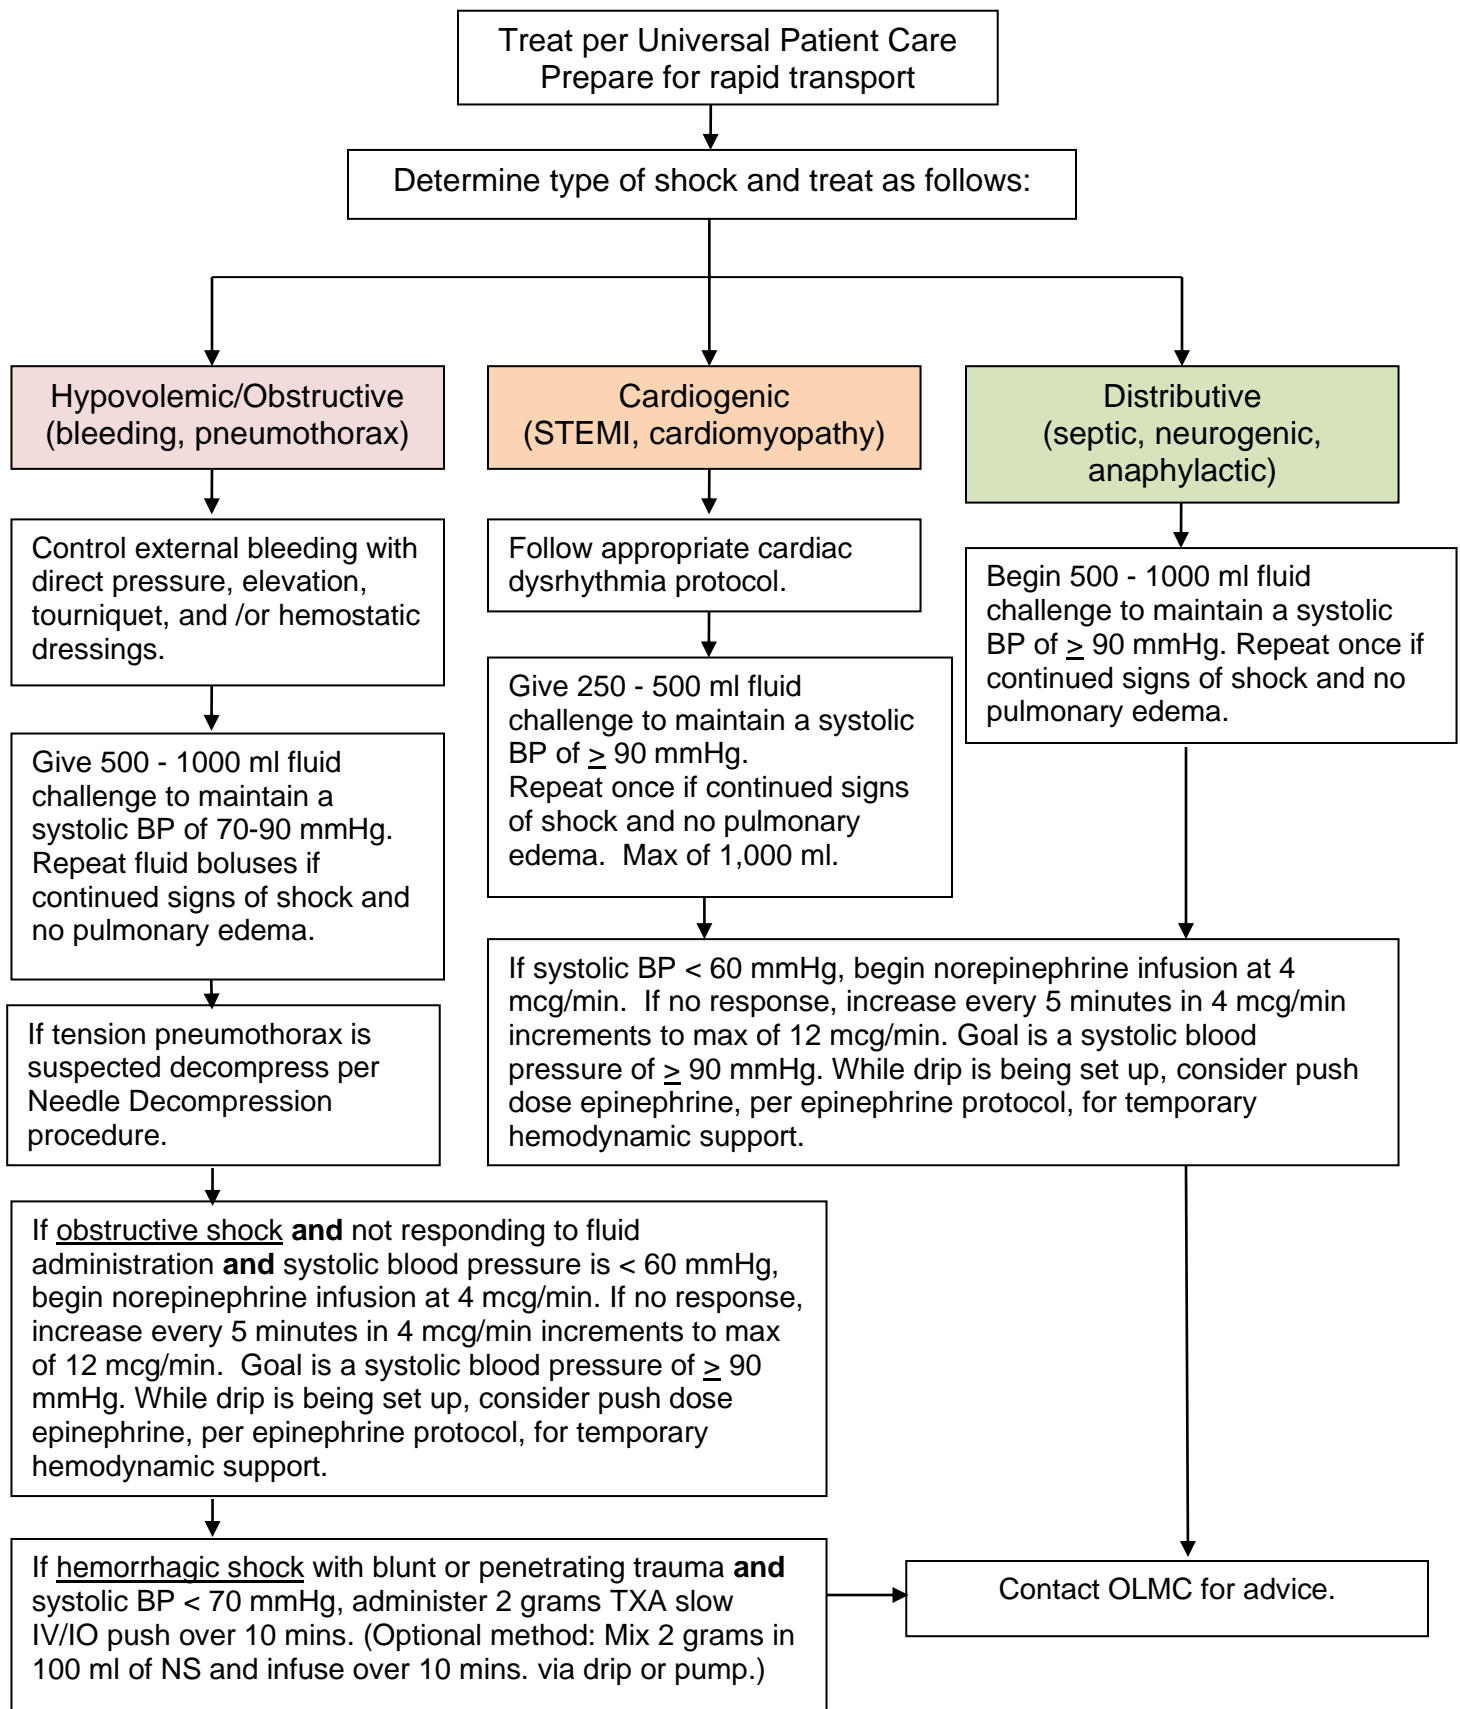 Treat per Universal Patient Care
Prepare for rapid transport
Determine type of shock and treat as follows:
Hypovolemic/Obstructive
(bleeding, pneumothorax)
Control external bleeding with
direct pressure, elevation,
tourniquet, and /or hemostatic
dressings.
Give 500 - 1000 ml fluid
challenge to maintain a
systolic BP of 70-90 mmHg.
Repeat fluid boluses if
continued signs of shock and
no pulmonary edema.
If tension pneumothorax is
suspected decompress per
Needle Decompression
procedure.
If obstructive shock and not responding to fluid
administration and systolic blood pressure is < 60 mmHg,
begin norepinephrine infusion at 4 mcg/min. If no response,
increase every 5 minutes in 4 mcg/min increments to max
of 12 mcg/min.  Goal is a systolic blood pressure of ≥ 90
mmHg. While drip is being set up, consider push dose
epinephrine, per epinephrine protocol, for temporary
hemodynamic support.
If hemorrhagic shock with blunt or penetrating trauma and
systolic BP < 70 mmHg, administer 2 grams TXA slow
IV/IO push over 10 mins. (Optional method: Mix 2 grams in
100 ml of NS and infuse over 10 mins. via drip or pump.)
Cardiogenic
(STEMI, cardiomyopathy)
Follow appropriate cardiac
dysrhythmia protocol.
Give 250 - 500 ml fluid
challenge to maintain a systolic
BP of ≥ 90 mmHg.
Repeat once if continued signs
of shock and no pulmonary
edema.  Max of 1,000 ml.
Distributive
(septic, neurogenic,
anaphylactic)
Begin 500 - 1000 ml fluid
challenge to maintain a systolic
BP of ≥ 90 mmHg. Repeat once if
continued signs of shock and no
pulmonary edema.
If systolic BP < 60 mmHg, begin norepinephrine infusion at 4
mcg/min.  If no response, increase every 5 minutes in 4 mcg/min
increments to max of 12 mcg/min. Goal is a systolic blood
pressure of ≥ 90 mmHg. While drip is being set up, consider push
dose epinephrine, per epinephrine protocol, for temporary
hemodynamic support.
Contact OLMC for advice.